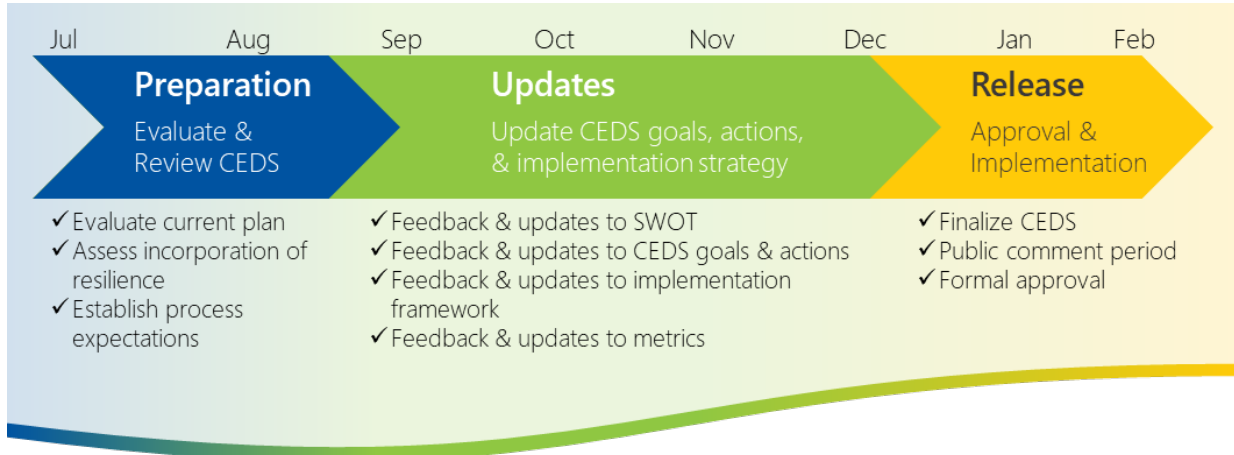 Jul Aug Sep Oct Nov Dec Jan Feb
Preparation
Evaluate &
Review CEDS
Updates
Update CEDS goals, actions,
& implementation strategy
Release
Approval &
Implementation
✓Evaluate current plan
✓Assess incorporation of
resilience
✓Establish process
expectations
✓Feedback & updates to SWOT
✓Feedback & updates to CEDS goals & actions
✓Feedback & updates to implementation
framework
✓Feedback & updates to metrics
✓Finalize CEDS
✓Public comment period
✓Formal approval